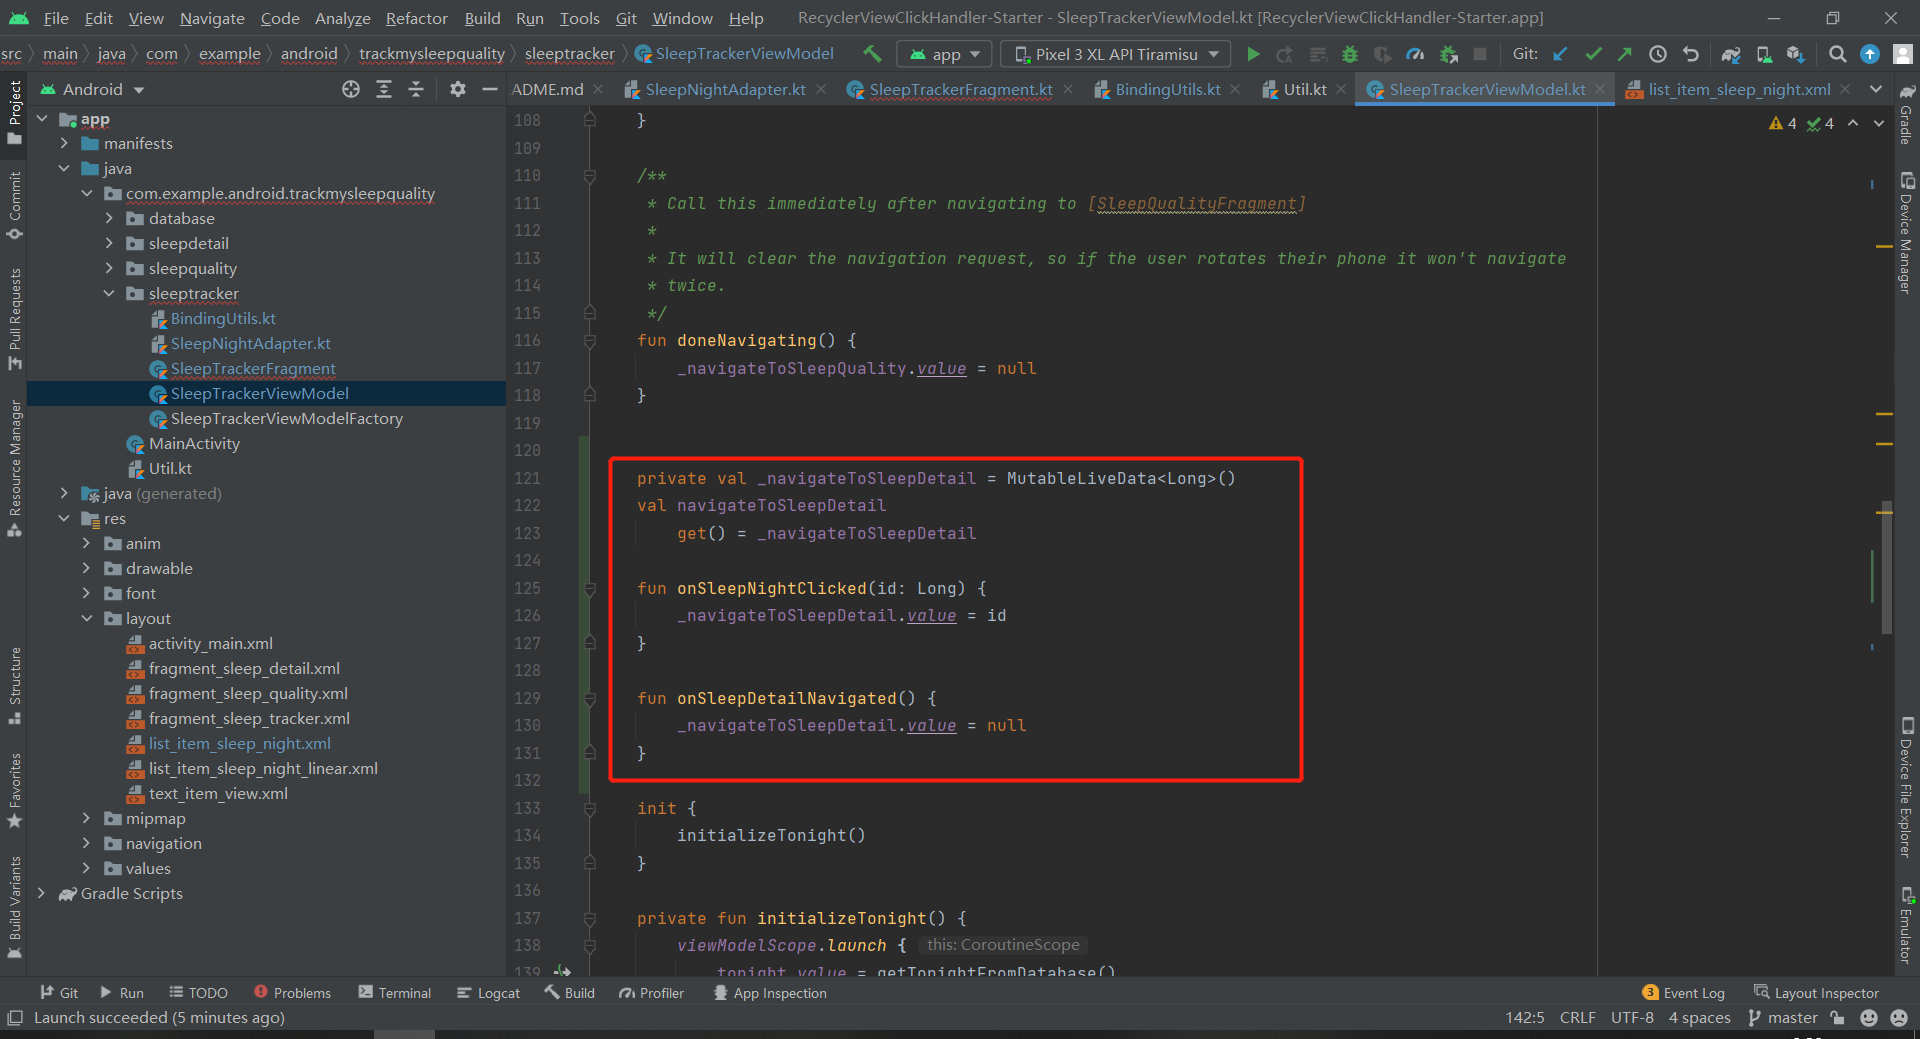 File Edit View Navigate Code Analyze Refactor Build Run Tools Git Window Help RecyclerViewClickHandler-Starter - SleepTrackerViewModel.kt [RecyclerViewClickHandler-Starter.app]
src main java com example android trackmysleepquality sleeptracker SleepTrackerViewModel app Pixel 3 XL API Tiramisu Git:
Android ADME.md SleepNightAdapter.kt SleepTrackerFragment.kt BindingUtils.kt Util.kt SleepTrackerViewModel.kt list_item_sleep_night.xml
4 4
Project
Commit
Pull Requests
Resource Manager
Structure
Favorites
Build Variants
app
manifests
java
com.example.android.trackmysleepquality
database
sleepdetail
sleepquality
sleeptracker
BindingUtils.kt
SleepNightAdapter.kt
SleepTrackerFragment
SleepTrackerViewModel
SleepTrackerViewModelFactory
MainActivity
Util.kt
java (generated)
res
anim
drawable
font
layout
activity_main.xml
fragment_sleep_detail.xml
fragment_sleep_quality.xml
fragment_sleep_tracker.xml
list_item_sleep_night.xml
list_item_sleep_night_linear.xml
text_item_view.xml
mipmap
navigation
values
Gradle Scripts
108 }
109
110 /**
111 * Call this immediately after navigating to [SleepQualityFragment]
112 *
113 * It will clear the navigation request, so if the user rotates their phone it won't navigate
114 * twice.
115 */
116 fun doneNavigating() {
117 _navigateToSleepQuality.value = null
118 }
119
120
121 private val _navigateToSleepDetail = MutableLiveData<Long>()
122 val navigateToSleepDetail
123 get() = _navigateToSleepDetail
124
125 fun onSleepNightClicked(id: Long) {
126 _navigateToSleepDetail.value = id
127 }
128
129 fun onSleepDetailNavigated() {
130 _navigateToSleepDetail.value = null
131 }
132
133 init {
134 initializeTonight()
135 }
136
137 private fun initializeTonight() {
138 viewModelScope.launch { this: CoroutineScope
139 tonight.value = getTonightFromDatabase()
Gradle
Device Manager
Device File Explorer
Emulator
Git Run TODO Problems Terminal Logcat Build Profiler App Inspection 3 Event Log Layout Inspector
Launch succeeded (5 minutes ago) 142:5 CRLF UTF-8 4 spaces master